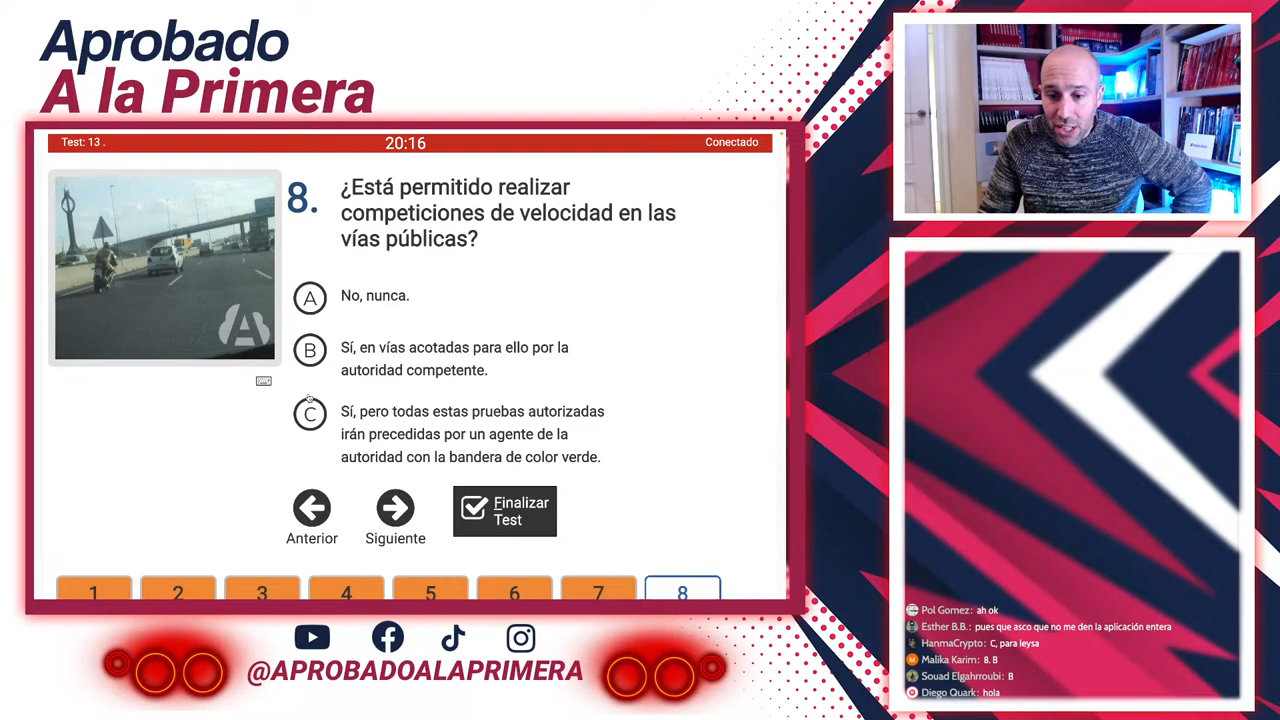 Aprobado
A la Primera
Test: 13 .
20:16
Conectado
8.
¿Está permitido realizar
competiciones de velocidad en las
vías públicas?
A
No, nunca.
B
Sí, en vías acotadas para ello por la
autoridad competente.
C
Sí, pero todas estas pruebas autorizadas
irán precedidas por un agente de la
autoridad con la bandera de color verde.
Anterior
Siguiente
Finalizar
Test
1 2 3 4 5 6 7 8
@APROBADOALAPRIMERA
Pol Gomez: ah ok
Esther B.B.: pues que asco que no me den la aplicación entera
HanmaCrypto: C, para leysa
Malika Karim: 8. B
Souad Elgahrroubi: B
Diego Quark: hola